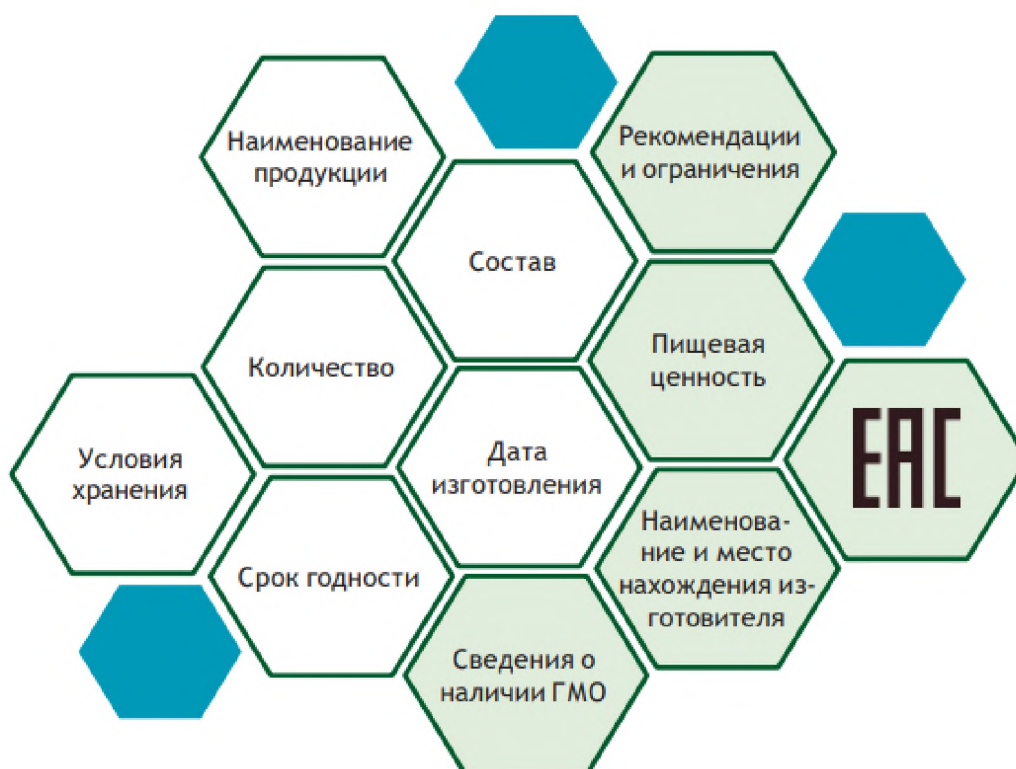 Наименование
продукции
Рекомендации
и ограничения
Состав
Количество
Пищевая
ценность
Условия
хранения
Дата
изготовления
ЕАС
Срок годности
Наименова-
ние и место
нахождения из-
готовителя
Сведения о
наличии ГМО